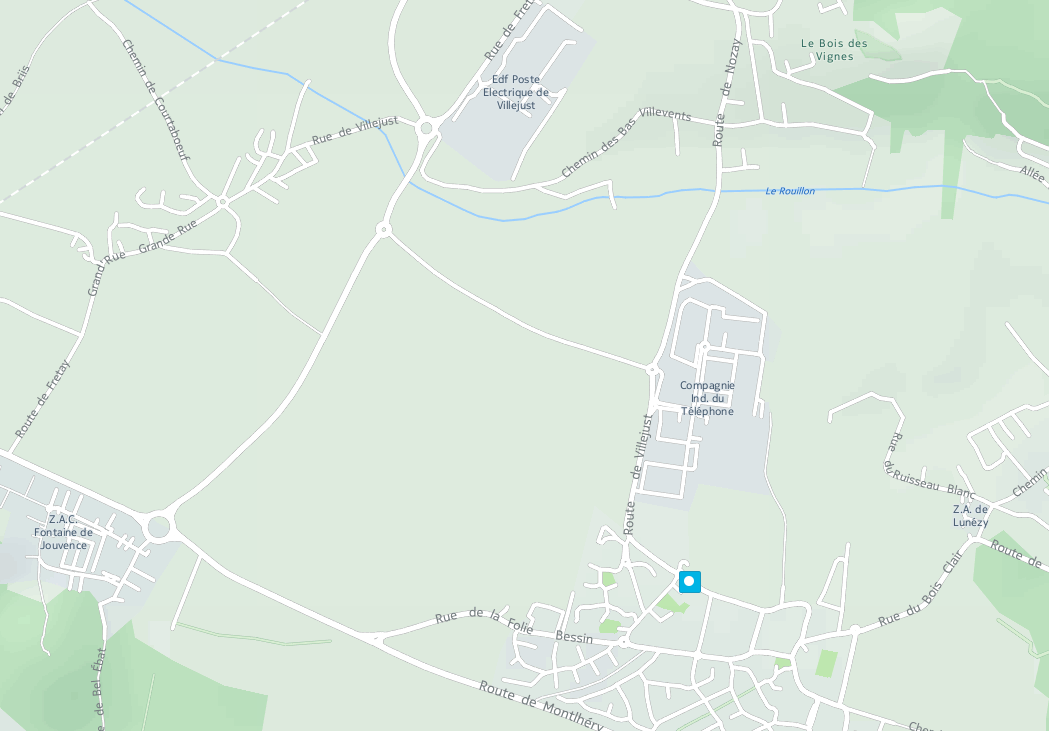 Rue de Fret
Le Bois des
Vignes
Chemin de Courtaboeuf
Route de Nozay
n de Briis
Edf Poste
Electrique de
Villejust
Rue de Villejust
Chemin des Bas Villevents
Allée
Le Rouillon
Grande Rue
Grand Rue
Route de Fretay
Compagnie
Ind. du
Téléphone
Route de Villejust
Rue du Ruisseau Blanc
Chemin
Z.A. de
Lunézy
Z.A.C.
Fontaine de
Jouvence
Route de
Rue du Bois Clair
Rue de la Folie Bessin
e de Bel Ébat
Route de Montlhéry
Che